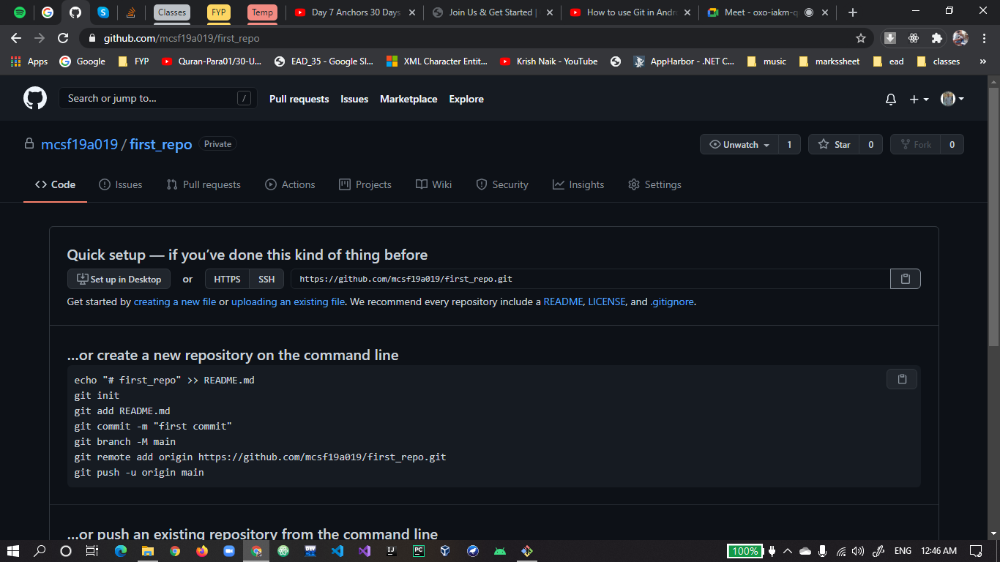 Classes
FYP
Temp
Day 7 Anchors 30 Days
Join Us & Get Started |
How to use Git in Andr
Meet - oxo-iakm-q
github.com/mcsf19a019/first_repo
Apps
Google
FYP
Quran-Para01/30-U...
EAD_35 - Google Sl...
XML Character Entit...
Krish Naik - YouTube
AppHarbor - .NET C...
music
markssheet
ead
classes
»
Search or jump to...
/
Pull requests
Issues
Marketplace
Explore
mcsf19a019 / first_repo
Private
Unwatch
1
Star
0
Fork
0
Code
Issues
Pull requests
Actions
Projects
Wiki
Security
Insights
Settings
Quick setup — if you’ve done this kind of thing before
Set up in Desktop
or
HTTPS
SSH
https://github.com/mcsf19a019/first_repo.git
Get started by creating a new file or uploading an existing file. We recommend every repository include a README, LICENSE, and .gitignore.
…or create a new repository on the command line
echo "# first_repo" >> README.md
git init
git add README.md
git commit -m "first commit"
git branch -M main
git remote add origin https://github.com/mcsf19a019/first_repo.git
git push -u origin main
…or push an existing repository from the command line
100%
ENG
12:46 AM